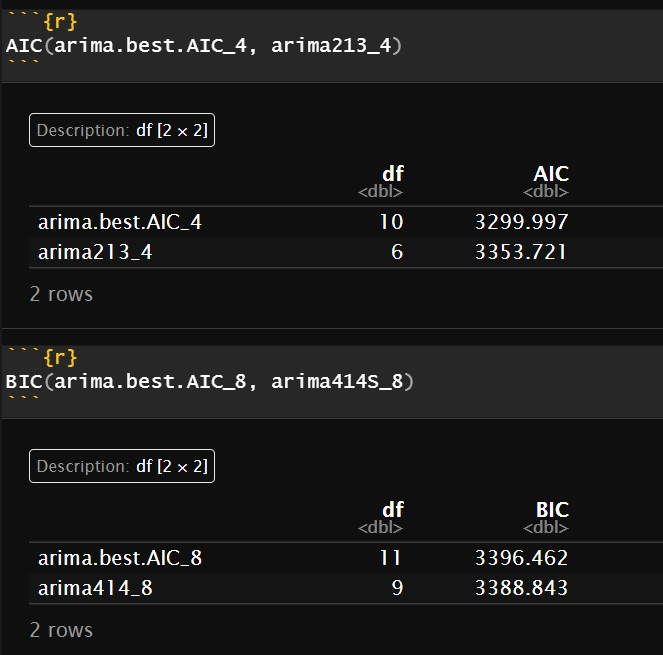 ```{r}
AIC(arima.best.AIC_4, arima213_4)
```
Description: df [2 × 2]
df AIC
<dbl> <dbl>
arima.best.AIC_4 10 3299.997
arima213_4 6 3353.721
2 rows
```{r}
BIC(arima.best.AIC_8, arima414S_8)
```
Description: df [2 × 2]
df BIC
<dbl> <dbl>
arima.best.AIC_8 11 3396.462
arima414_8 9 3388.843
2 rows